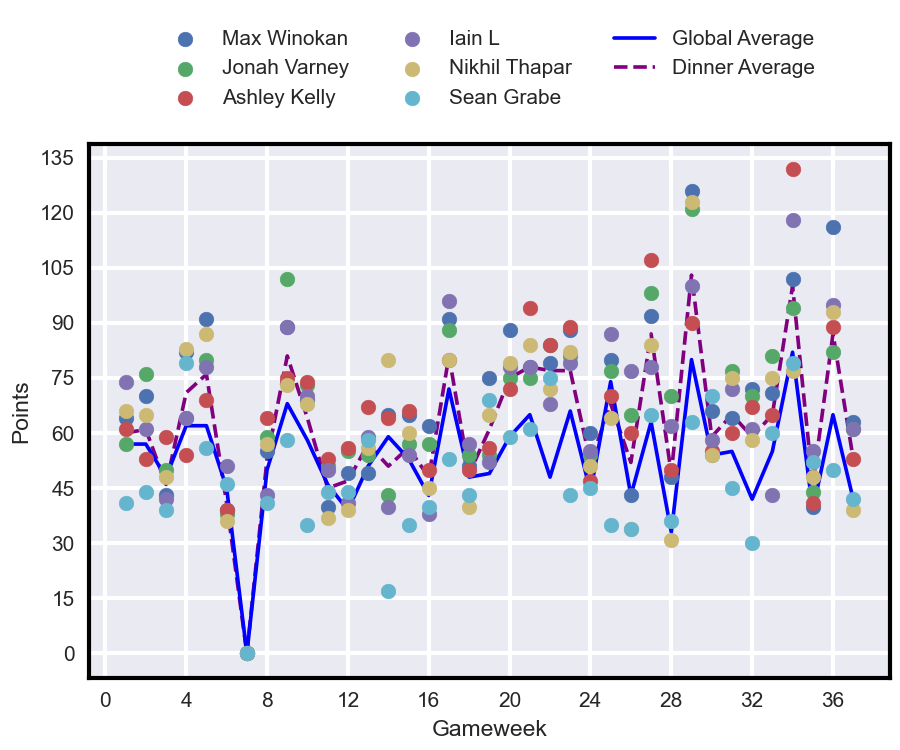 Max Winokan Iain L Global Average
Jonah Varney Nikhil Thapar Dinner Average
Ashley Kelly Sean Grabe
135
120
105
90
75
60
45
30
15
0
Points
0 4 8 12 16 20 24 28 32 36
Gameweek